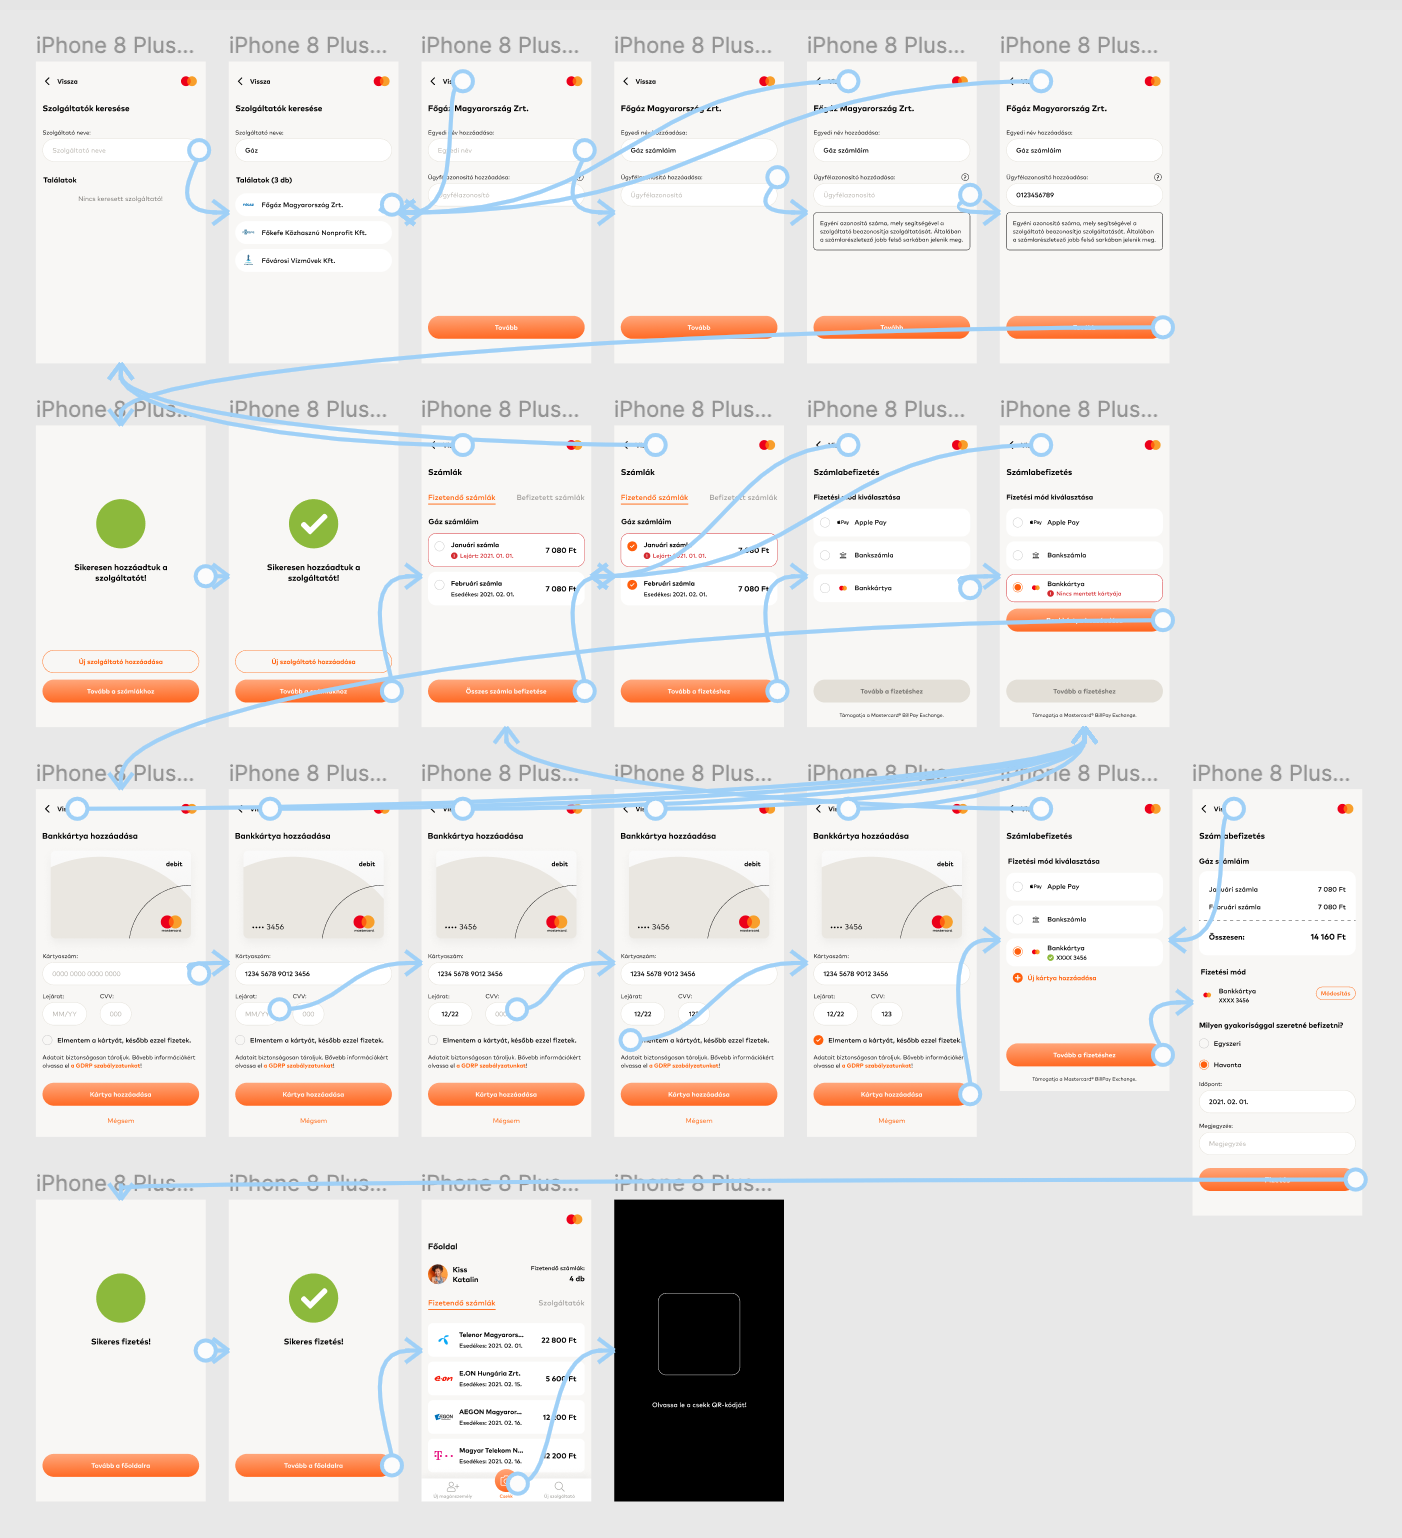 iPhone 8 Plus...
Vissza
Szolgáltatók keresése
Szolgáltató neve:
Szolgáltató neve
Találatok
Nincs keresett szolgáltató!
iPhone 8 Plus...
Vissza
Szolgáltatók keresése
Szolgáltató neve:
Gáz
Találatok (3 db)
Főgáz Magyarország Zrt.
Főkefe Közhasznú Nonprofit Kft.
Fővárosi Vízművek Kft.
iPhone 8 Plus...
Főgáz Magyarország Zrt.
Egyedi név hozzáadása:
Egyedi név
Ügyfélazonosító hozzáadása:
Ügyfélazonosító
Tovább
iPhone 8 Plus...
Vissza
Főgáz Magyarország Zrt.
Egyedi név hozzáadása:
Gáz számláim
Ügyfélazonosító hozzáadása:
Ügyfélazonosító
Tovább
iPhone 8 Plus...
Főgáz Magyarország Zrt.
Egyedi név hozzáadása:
Gáz számláim
Ügyfélazonosító hozzáadása:
Ügyfélazonosító
Egyéni azonosító száma, mely segítségével a
szolgáltató beazonosítja szolgáltatását. Általában
a számlarészletező jobb felső sarkában jelenik meg.
Tovább
iPhone 8 Plus...
Főgáz Magyarország Zrt.
Egyedi név hozzáadása:
Gáz számláim
Ügyfélazonosító hozzáadása:
0123456789
Egyéni azonosító száma, mely segítségével a
szolgáltató beazonosítja szolgáltatását. Általában
a számlarészletező jobb felső sarkában jelenik meg.
iPhone 8 Plus...
Sikeresen hozzáadtuk a
szolgáltatót!
Új szolgáltató hozzáadása
Tovább a számlákhoz
iPhone 8 Plus...
Sikeresen hozzáadtuk a
szolgáltatót!
Új szolgáltató hozzáadása
Tovább a számlákhoz
iPhone 8 Plus...
Számlák
Fizetendő számlák
Befizetett számlák
Gáz számláim
Januári számla
Lejárt: 2021. 01. 01.
7 080 Ft
Februári számla
Esedékes: 2021. 02. 01.
7 080 Ft
Összes számla befizetése
iPhone 8 Plus...
Számlák
Fizetendő számlák
Befizetett számlák
Gáz számláim
Januári számla
Lejárt: 2021. 01. 01.
7 080 Ft
Februári számla
Esedékes: 2021. 02. 01.
7 080 Ft
Tovább a fizetéshez
iPhone 8 Plus...
Számlabefizetés
Fizetési mód kiválasztása
Pay Apple Pay
Bankszámla
Bankkártya
Tovább a fizetéshez
Támogatja a Mastercard® BillPay Exchange.
iPhone 8 Plus...
Számlabefizetés
Fizetési mód kiválasztása
Pay Apple Pay
Bankszámla
Bankkártya
Nincs mentett kártyája
Tovább a fizetéshez
Támogatja a Mastercard® BillPay Exchange.
iPhone 8 Plus...
Bankkártya hozzáadása
debit
mastercard
Kártyaszám:
0000 0000 0000 0000
Lejárat:
CVV:
MM/YY
000
Elmentem a kártyát, később ezzel fizetek.
Adatait biztonságosan tároljuk. Bővebb információkért
olvassa el a GDRP szabályzatunkat!
Kártya hozzáadása
Mégsem
iPhone 8 Plus...
Bankkártya hozzáadása
debit
•••• 3456
mastercard
Kártyaszám:
1234 5678 9012 3456
Lejárat:
CVV:
MM/YY
000
Elmentem a kártyát, később ezzel fizetek.
Adatait biztonságosan tároljuk. Bővebb információkért
olvassa el a GDRP szabályzatunkat!
Kártya hozzáadása
Mégsem
iPhone 8 Plus...
Bankkártya hozzáadása
debit
•••• 3456
mastercard
Kártyaszám:
1234 5678 9012 3456
Lejárat:
CVV:
12/22
000
Elmentem a kártyát, később ezzel fizetek.
Adatait biztonságosan tároljuk. Bővebb információkért
olvassa el a GDRP szabályzatunkat!
Kártya hozzáadása
Mégsem
iPhone 8 Plus...
Bankkártya hozzáadása
debit
•••• 3456
mastercard
Kártyaszám:
1234 5678 9012 3456
Lejárat:
CVV:
12/22
123
Elmentem a kártyát, később ezzel fizetek.
Adatait biztonságosan tároljuk. Bővebb információkért
olvassa el a GDRP szabályzatunkat!
Kártya hozzáadása
Mégsem
iPhone 8 Plus...
Bankkártya hozzáadása
debit
•••• 3456
mastercard
Kártyaszám:
1234 5678 9012 3456
Lejárat:
CVV:
12/22
123
Elmentem a kártyát, később ezzel fizetek.
Adatait biztonságosan tároljuk. Bővebb információkért
olvassa el a GDRP szabályzatunkat!
Kártya hozzáadása
Mégsem
iPhone 8 Plus...
Számlabefizetés
Fizetési mód kiválasztása
Pay Apple Pay
Bankszámla
Bankkártya
XXXX 3456
Új kártya hozzáadása
Tovább a fizetéshez
Támogatja a Mastercard® BillPay Exchange.
iPhone 8 Plus...
Számlabefizetés
Gáz számláim
Januári számla
7 080 Ft
Februári számla
7 080 Ft
Összesen:
14 160 Ft
Fizetési mód
Bankkártya
XXXX 3456
Módosítás
Milyen gyakorisággal szeretné befizetni?
Egyszeri
Havonta
Időpont:
2021. 02. 01.
Megjegyzés:
Megjegyzés
Fizetés
iPhone 8 Plus...
Sikeres fizetés!
Tovább a főoldalra
iPhone 8 Plus...
Sikeres fizetés!
Tovább a főoldalra
iPhone 8 Plus...
Főoldal
Kiss
Katalin
Fizetendő számlák:
4 db
Fizetendő számlák
Szolgáltatók
Telenor Magyarors...
Esedékes: 2021. 02. 01.
22 800 Ft
e·on
E.ON Hungária Zrt.
Esedékes: 2021. 02. 15.
5 600 Ft
AEGON
AEGON Magyaror...
Esedékes: 2021. 02. 16.
Magyar Telekom N...
Esedékes: 2021. 02. 16.
Új magánszemély
Csekk
Új szolgáltató
iPhone 8 Plus...
Olvassa le a csekk QR-kódját!